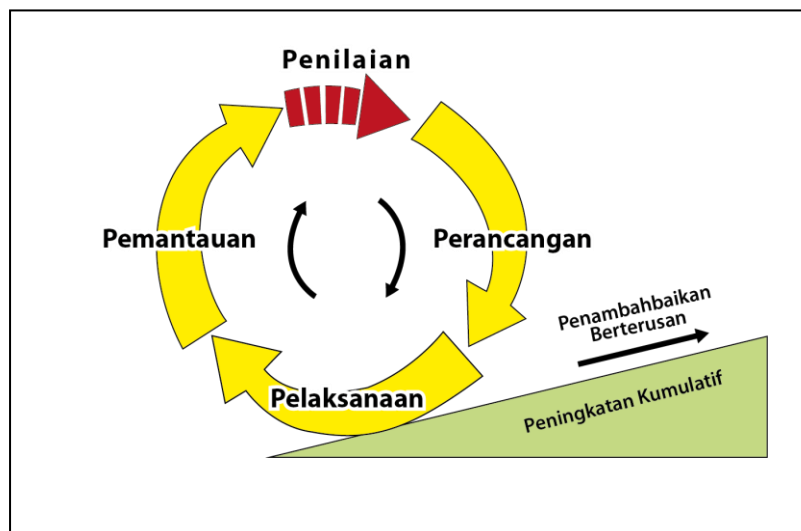 Penilaian
Pemantauan
Perancangan
Pelaksanaan
Penambahbaikan
Berterusan
Peningkatan Kumulatif